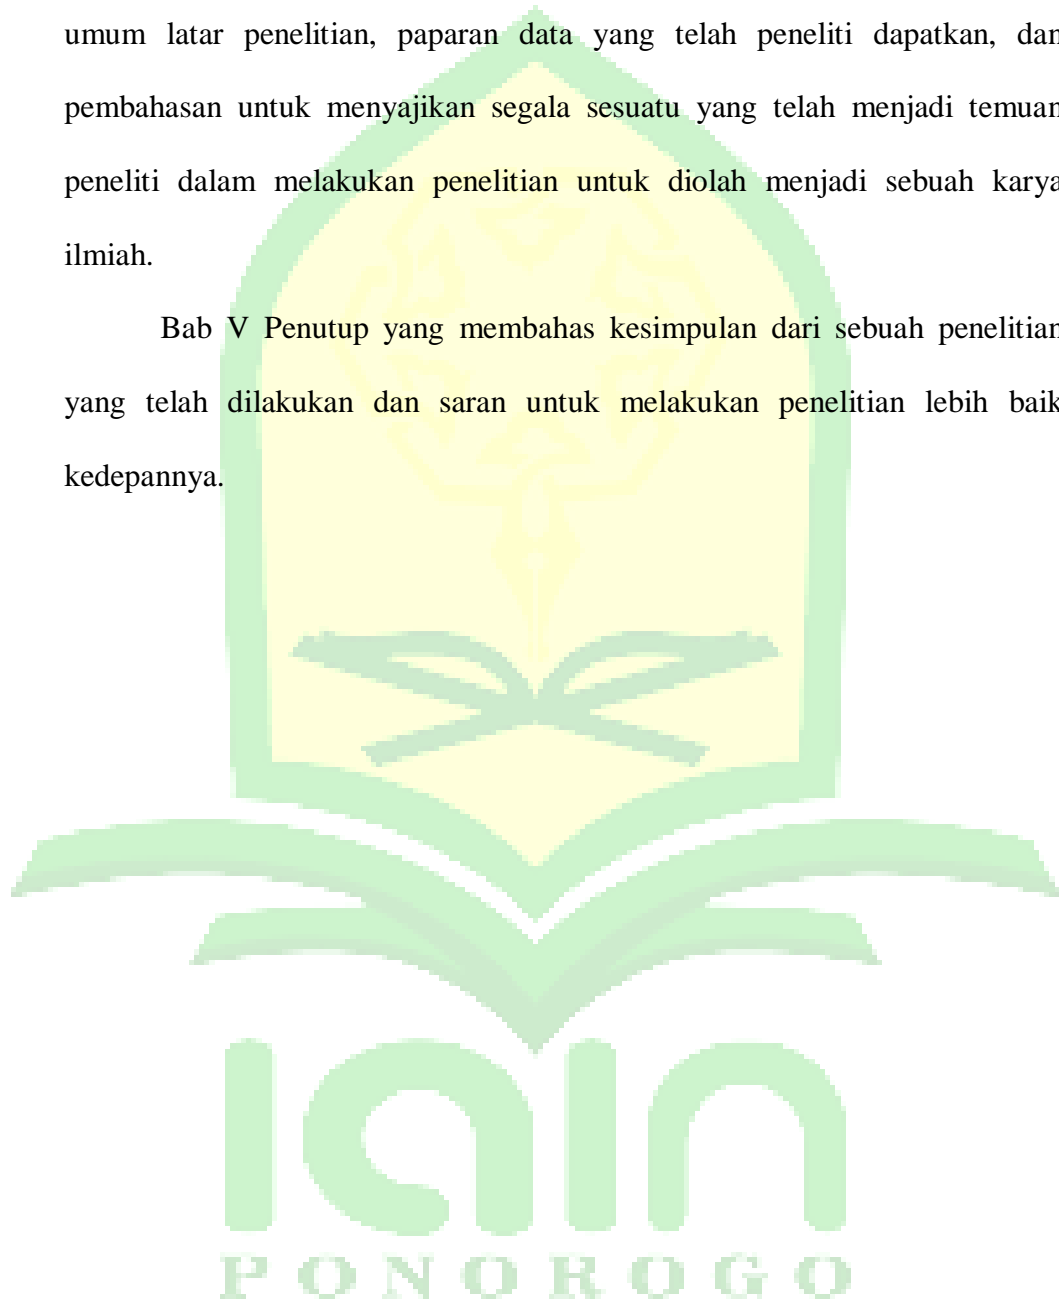 umum latar penelitian, paparan data yang telah peneliti dapatkan, dan
pembahasan untuk menyajikan segala sesuatu yang telah menjadi temuan
peneliti dalam melakukan penelitian untuk diolah menjadi sebuah karya
ilmiah.
Bab V Penutup yang membahas kesimpulan dari sebuah penelitian
yang telah dilakukan dan saran untuk melakukan penelitian lebih baik
kedepannya.
iain
PONOROGO